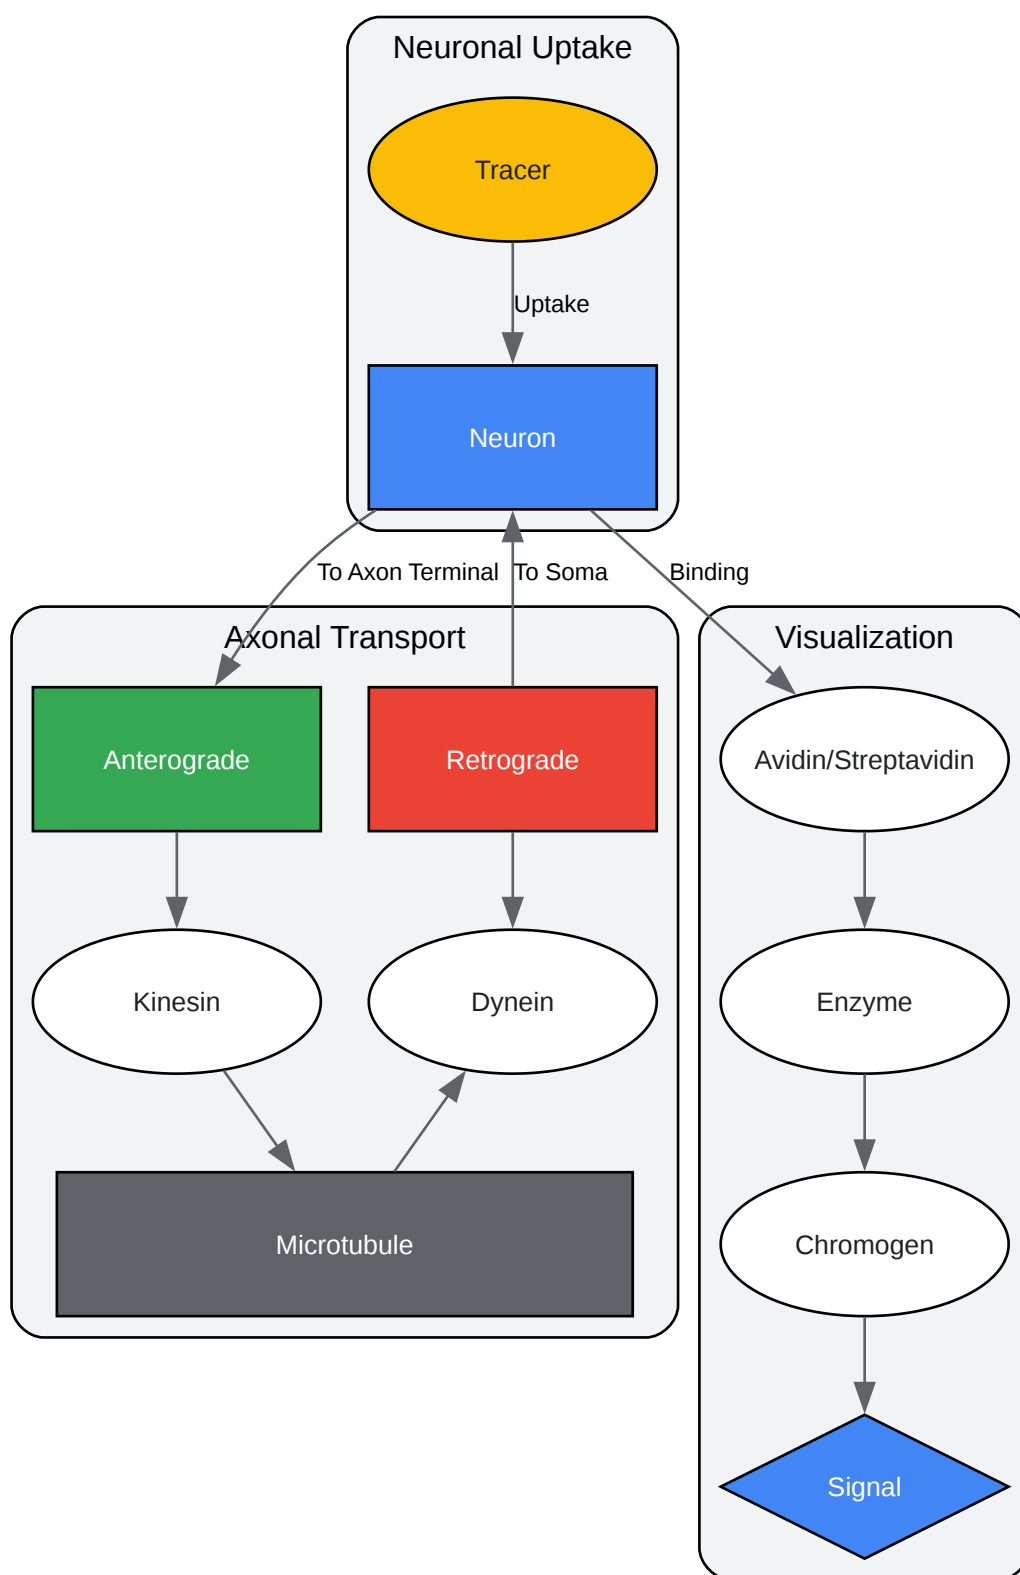 Neuronal Uptake
Tracer
Uptake
Neuron
To Axon Terminal
To Soma
Binding
Axonal Transport
Visualization
Anterograde
Retrograde
Avidin/Streptavidin
Kinesin
Dynein
Enzyme
Microtubule
Chromogen
Signal